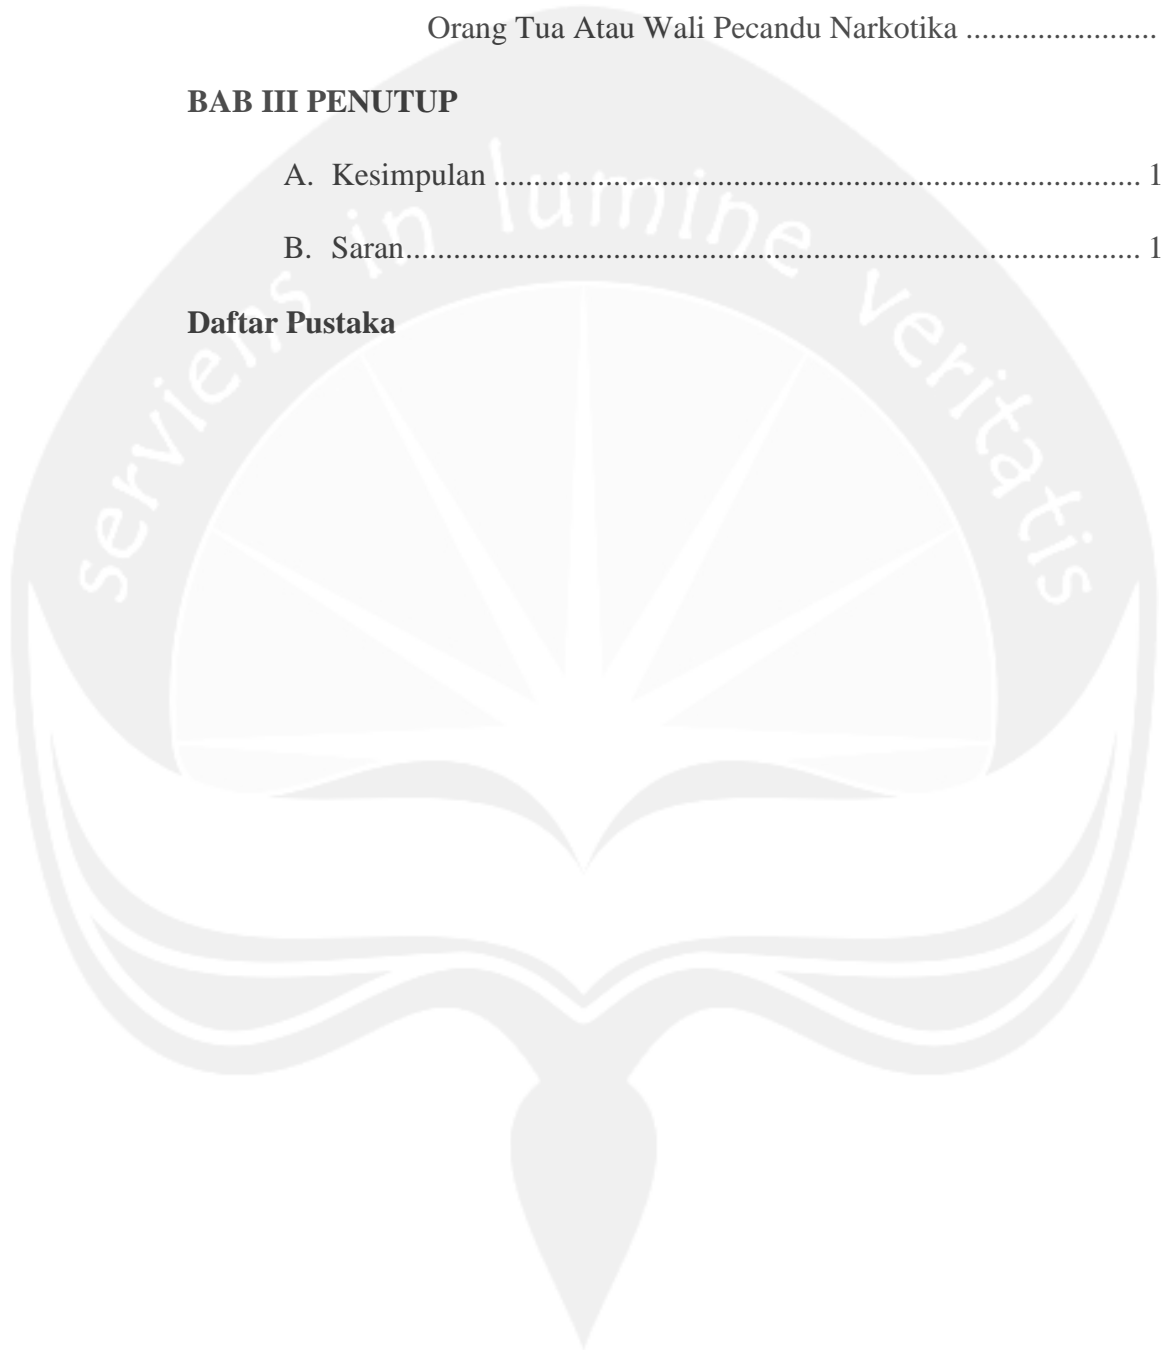 Orang Tua Atau Wali Pecandu Narkotika ........................
BAB III PENUTUP
A. Kesimpulan ................................................................................. 1
B. Saran............................................................................................ 1
Daftar Pustaka
serviens in lumine veritatis